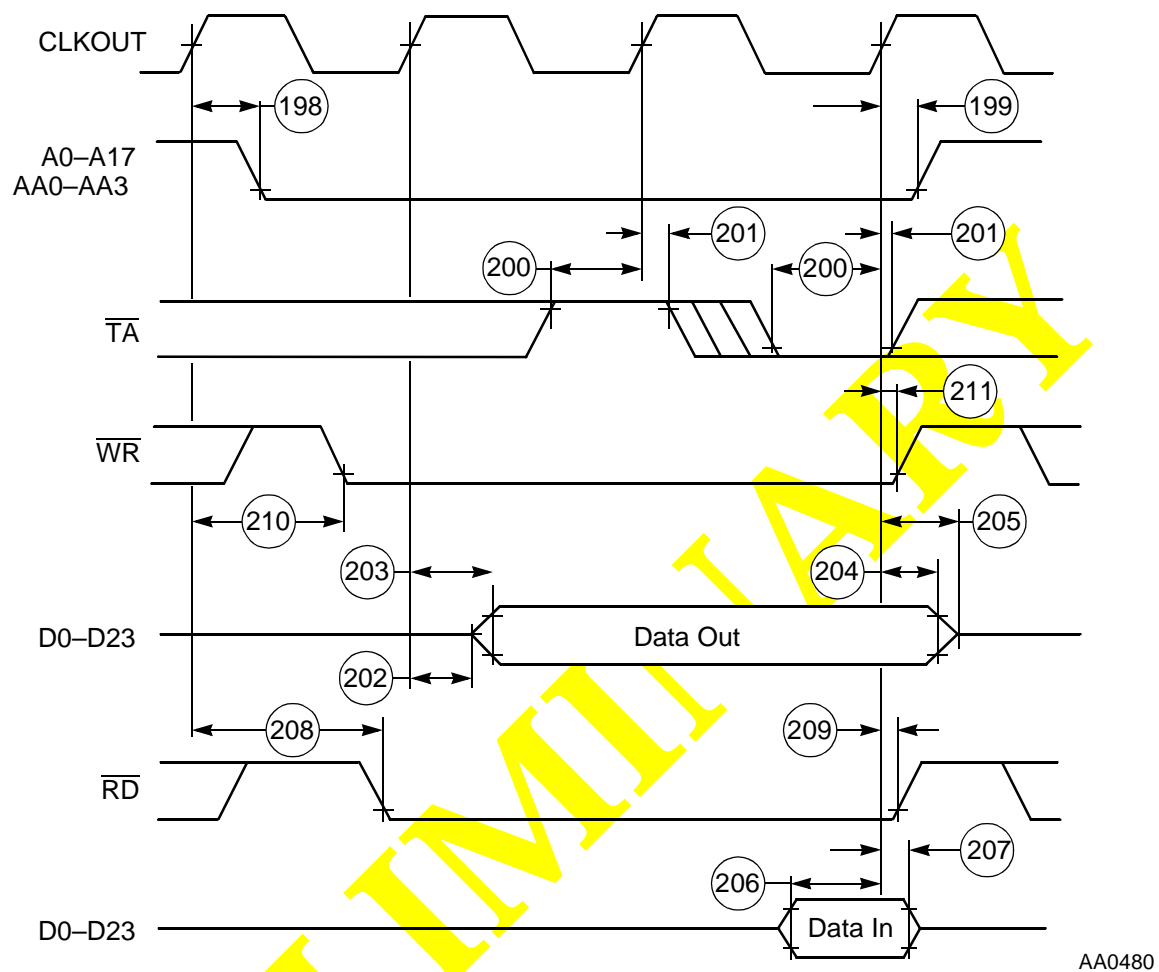 CLKOUT
198
199
A0–A17
AA0–AA3
201
201
200
200
TA
211
WR
210
205
203
204
D0–D23
Data Out
202
208
209
RD
207
206
D0–D23
Data In
AA0480
IMINARY